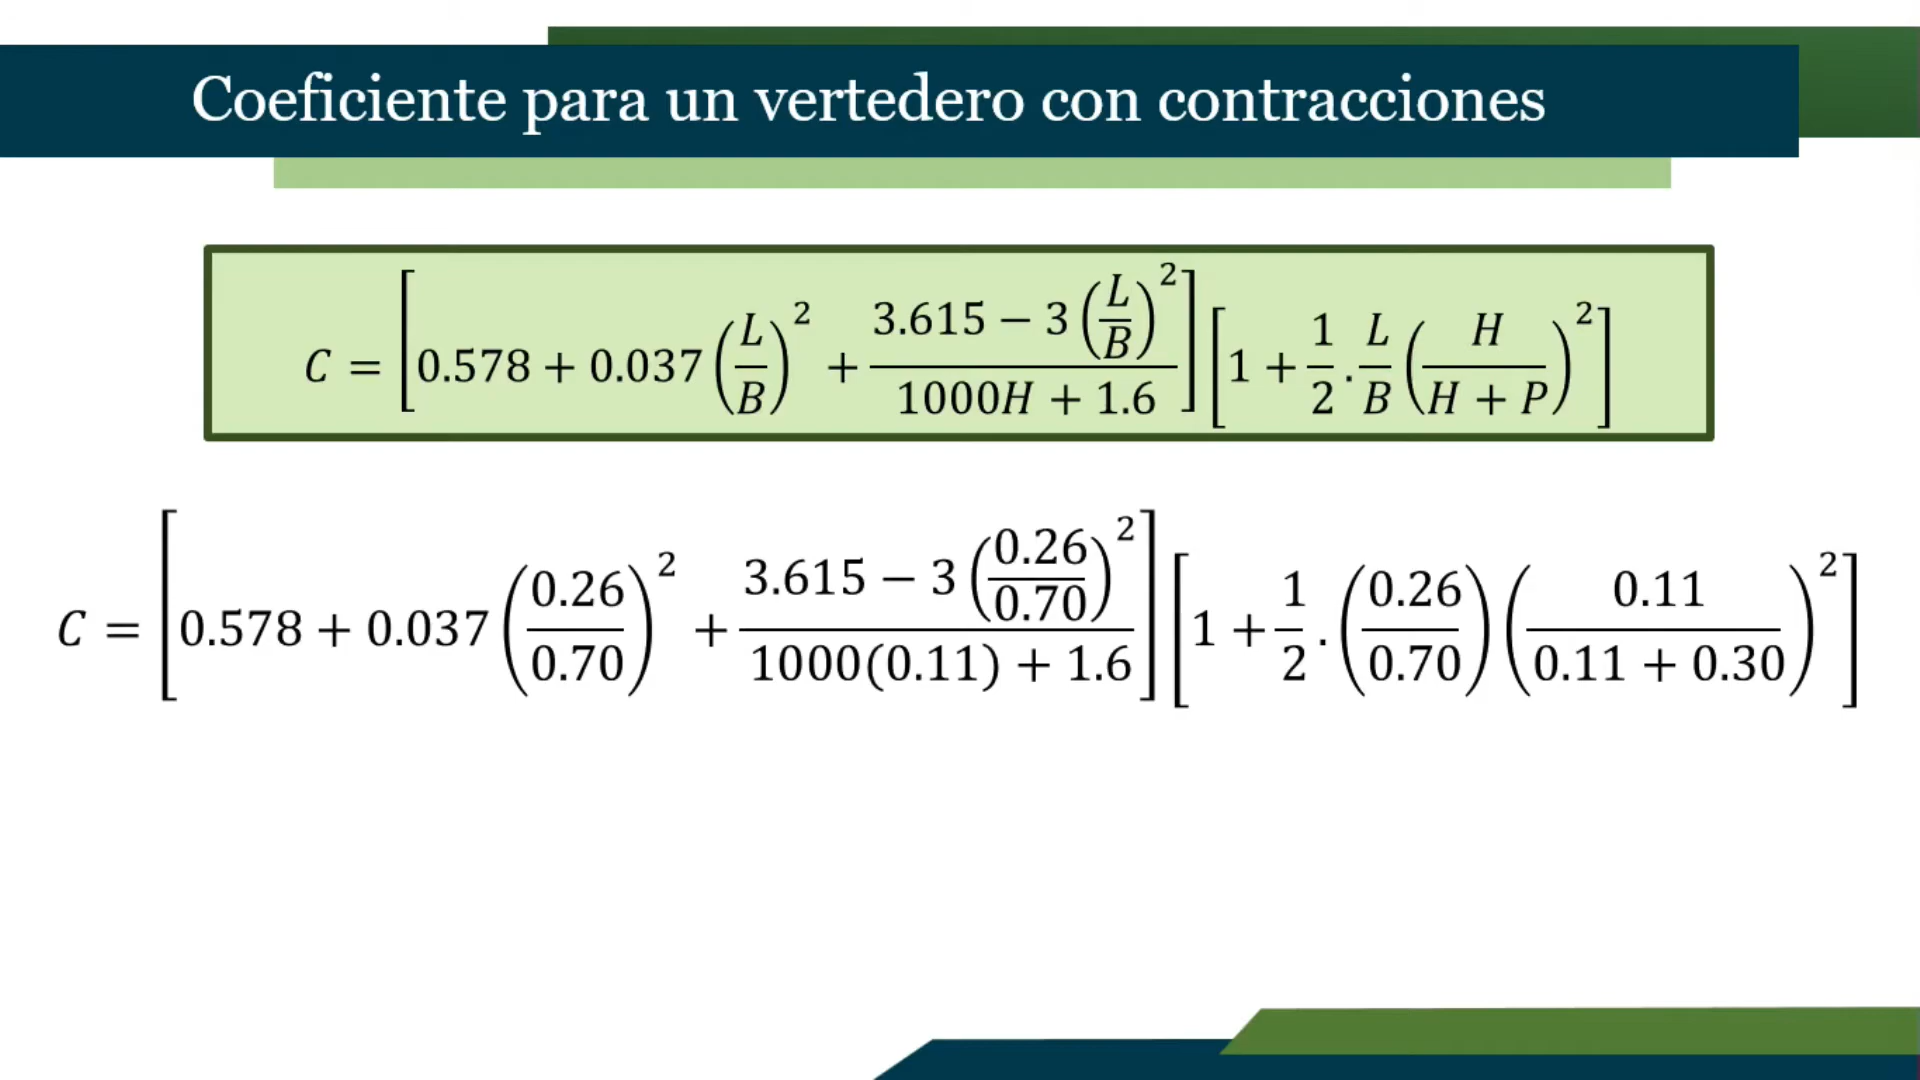 Coeficiente para un vertedero con contracciones
C = [0.578 + 0.037 (L/B)² + (3.615 − 3 (L/B)²)/(1000H + 1.6)] [1 + 1/2 . L/B (H/(H + P))²]
C = [0.578 + 0.037 (0.26/0.70)² + (3.615 − 3 (0.26/0.70)²)/(1000(0.11) + 1.6)] [1 + 1/2 . (0.26/0.70) (0.11/(0.11 + 0.30))²]